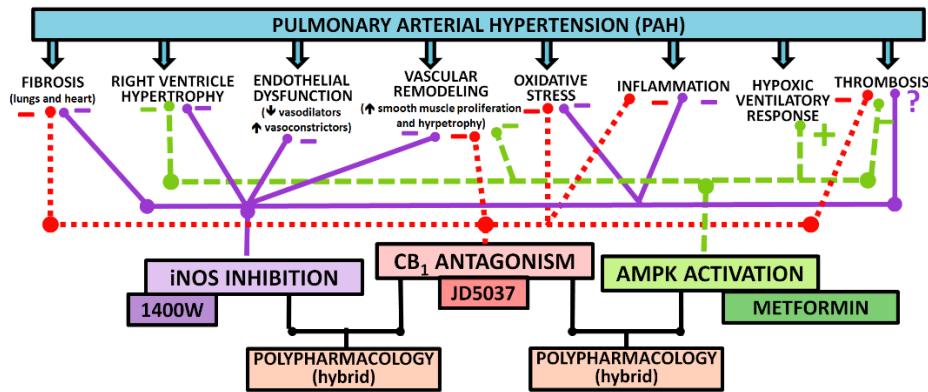 PULMONARY ARTERIAL HYPERTENSION (PAH)
FIBROSIS
(lungs and heart)
RIGHT VENTRICLE
HYPERTROPHY
ENDOTHELIAL
DYSFUNCTION
(🡇 vasodilators
🡅 vasoconstrictors)
VASCULAR
REMODELING
(🡅 smooth muscle proliferation
and hyrpetrophy)
OXIDATIVE
STRESS
INFLAMMATION
HYPOXIC
VENTILATORY
RESPONSE
THROMBOSIS
?
+
iNOS INHIBITION
1400W
CB₁ ANTAGONISM
JD5037
AMPK ACTIVATION
METFORMIN
POLYPHARMACOLOGY
(hybrid)
POLYPHARMACOLOGY
(hybrid)